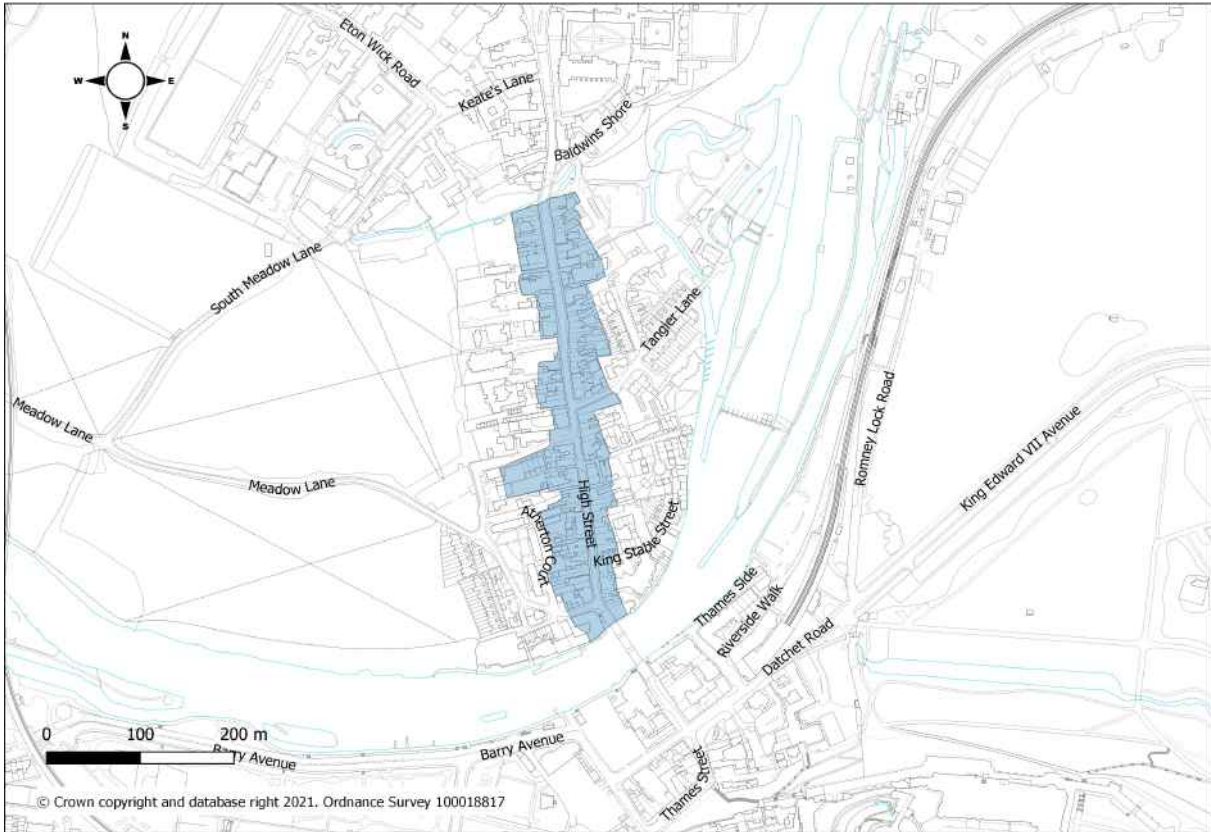 N
W E
S
Eton Wick Road
Keate's Lane
Baldwins Shore
South Meadow Lane
Tangier Lane
Meadow Lane
Romney Lock Road
King Edward VII Avenue
Meadow Lane
High Street
Atherton Court
King Stable Street
Thames Side
Riverside Walk
Datchet Road
0 100 200 m
Barry Avenue
Barry Avenue
Thames Street
© Crown copyright and database right 2021. Ordnance Survey 100018817